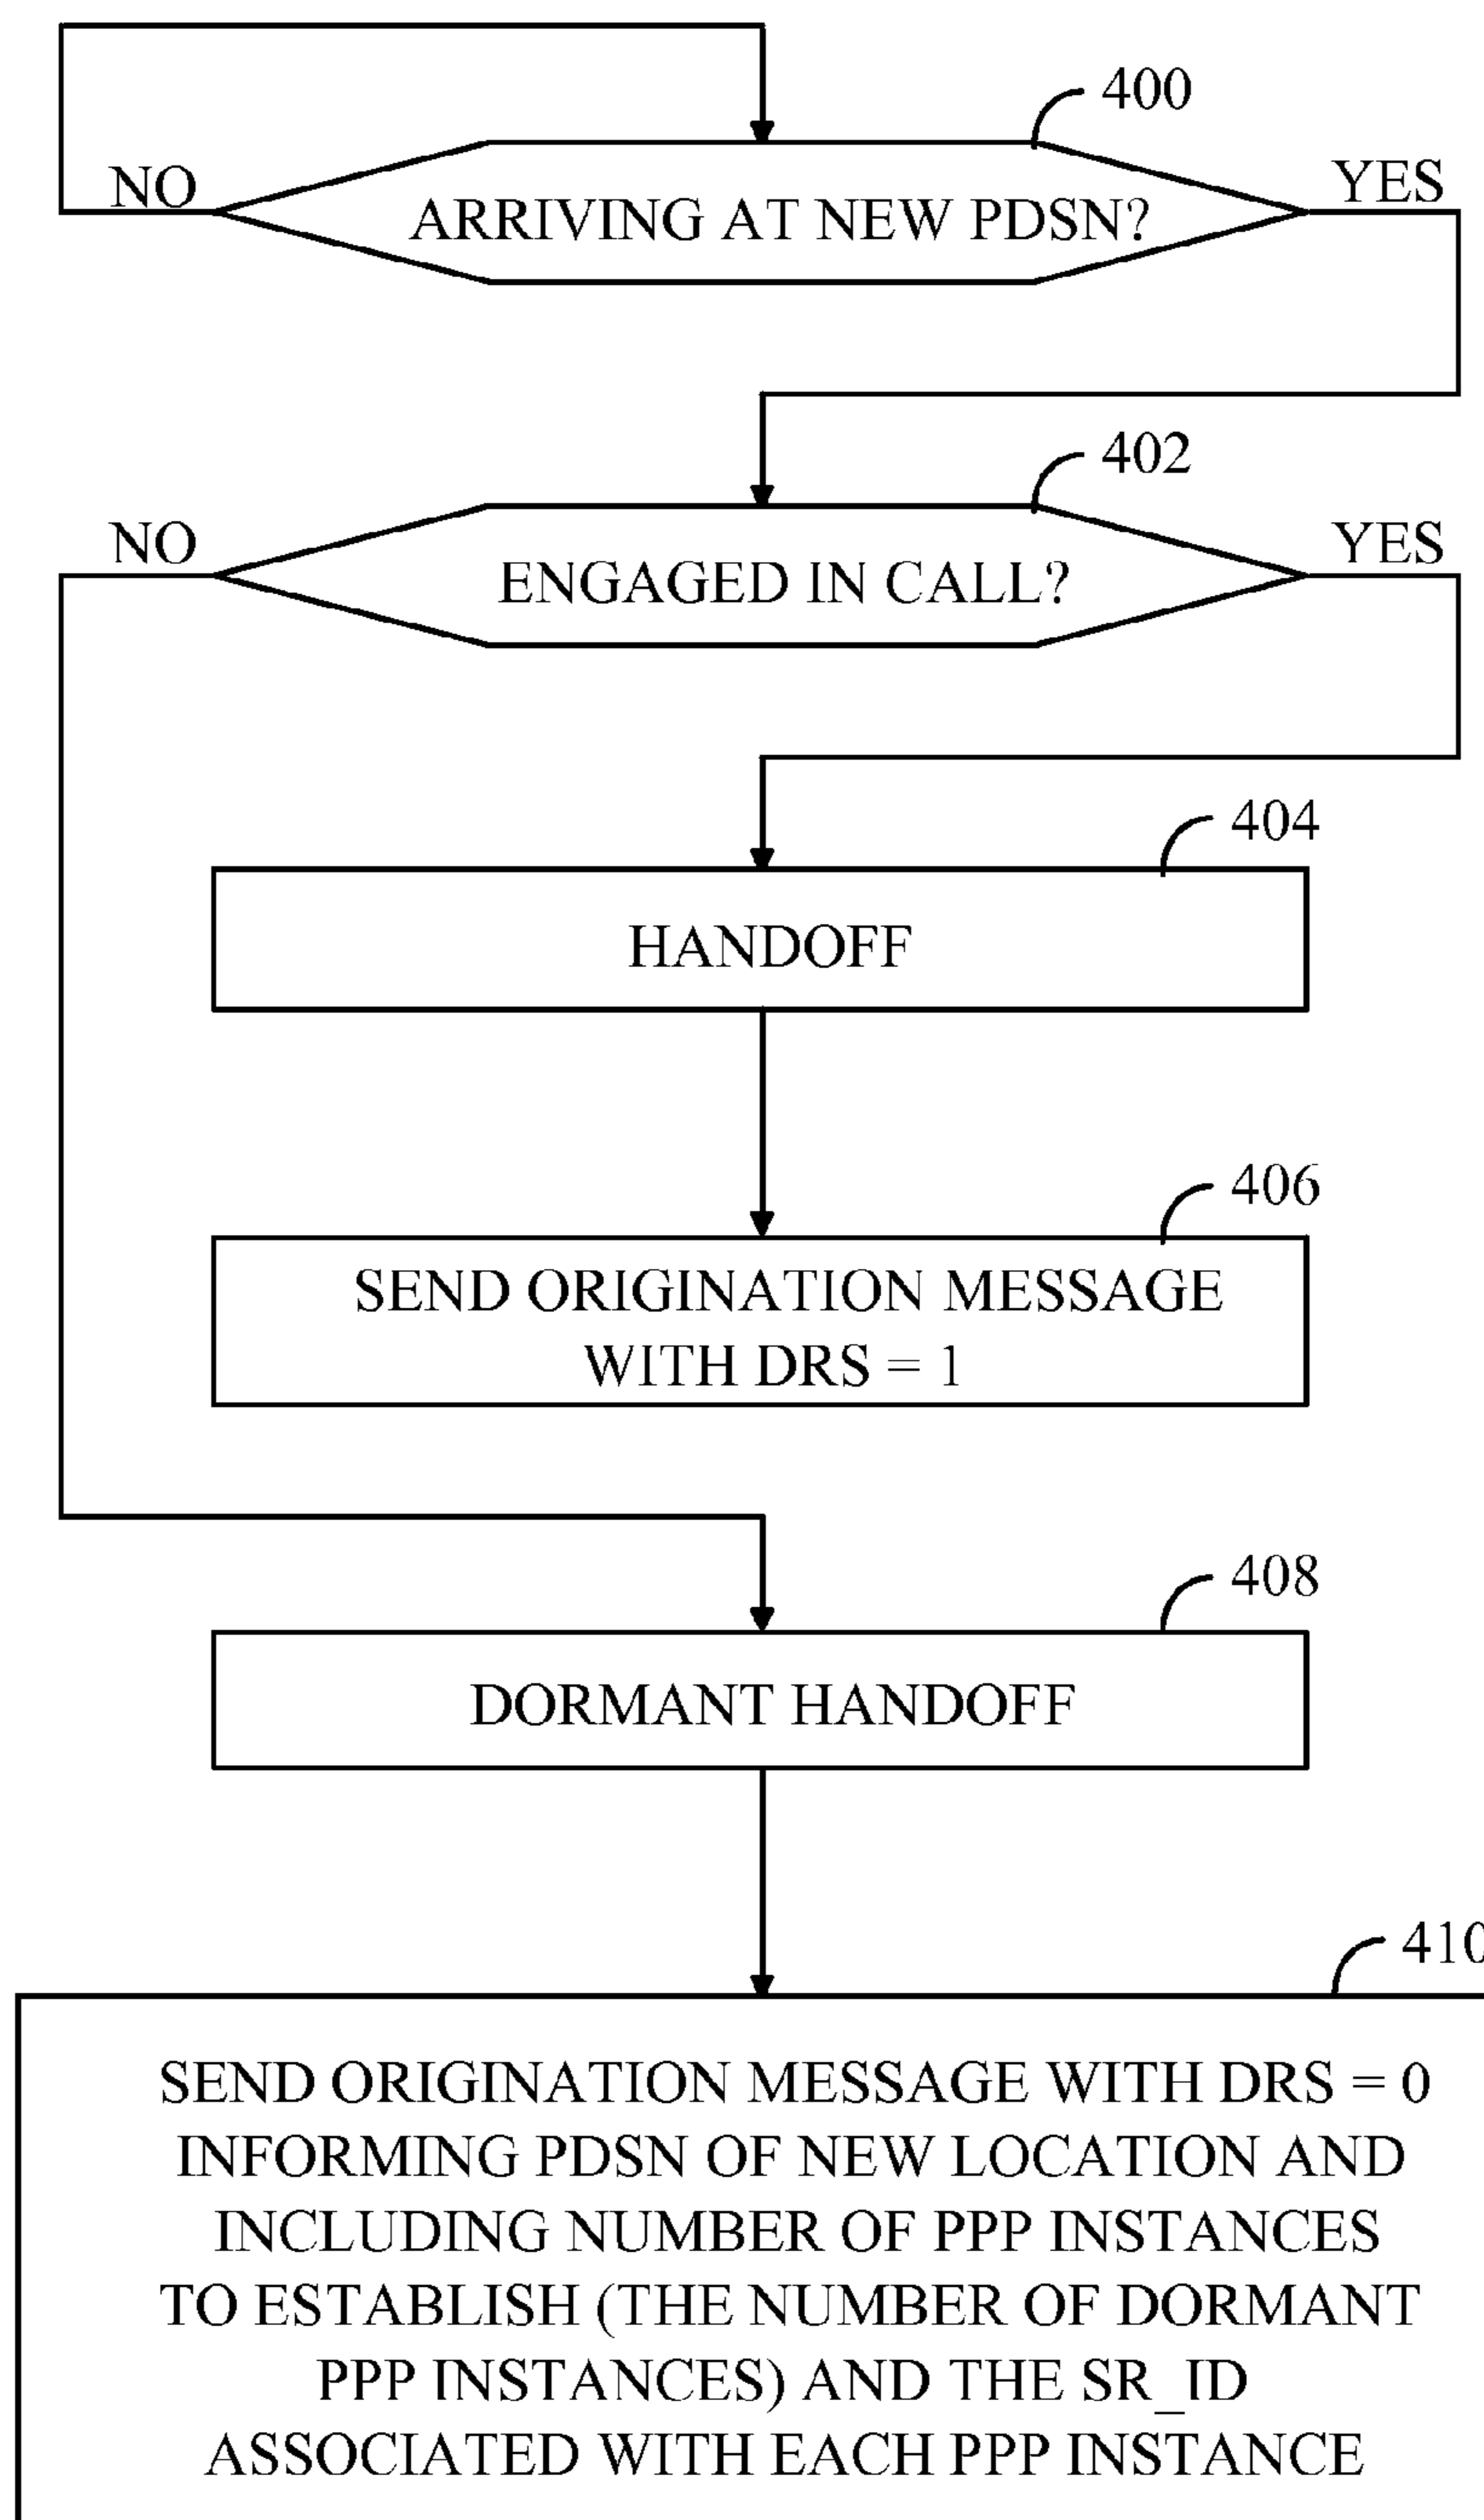 400
NO
YES
ARRIVING AT NEW PDSN?
402
NO
YES
ENGAGED IN CALL?
404
HANDOFF
406
SEND ORIGINATION MESSAGE
WITH DRS = 1
408
DORMANT HANDOFF
410
SEND ORIGINATION MESSAGE WITH DRS = 0
INFORMING PDSN OF NEW LOCATION AND
INCLUDING NUMBER OF PPP INSTANCES
TO ESTABLISH (THE NUMBER OF DORMANT
PPP INSTANCES) AND THE SR_ID
ASSOCIATED WITH EACH PPP INSTANCE